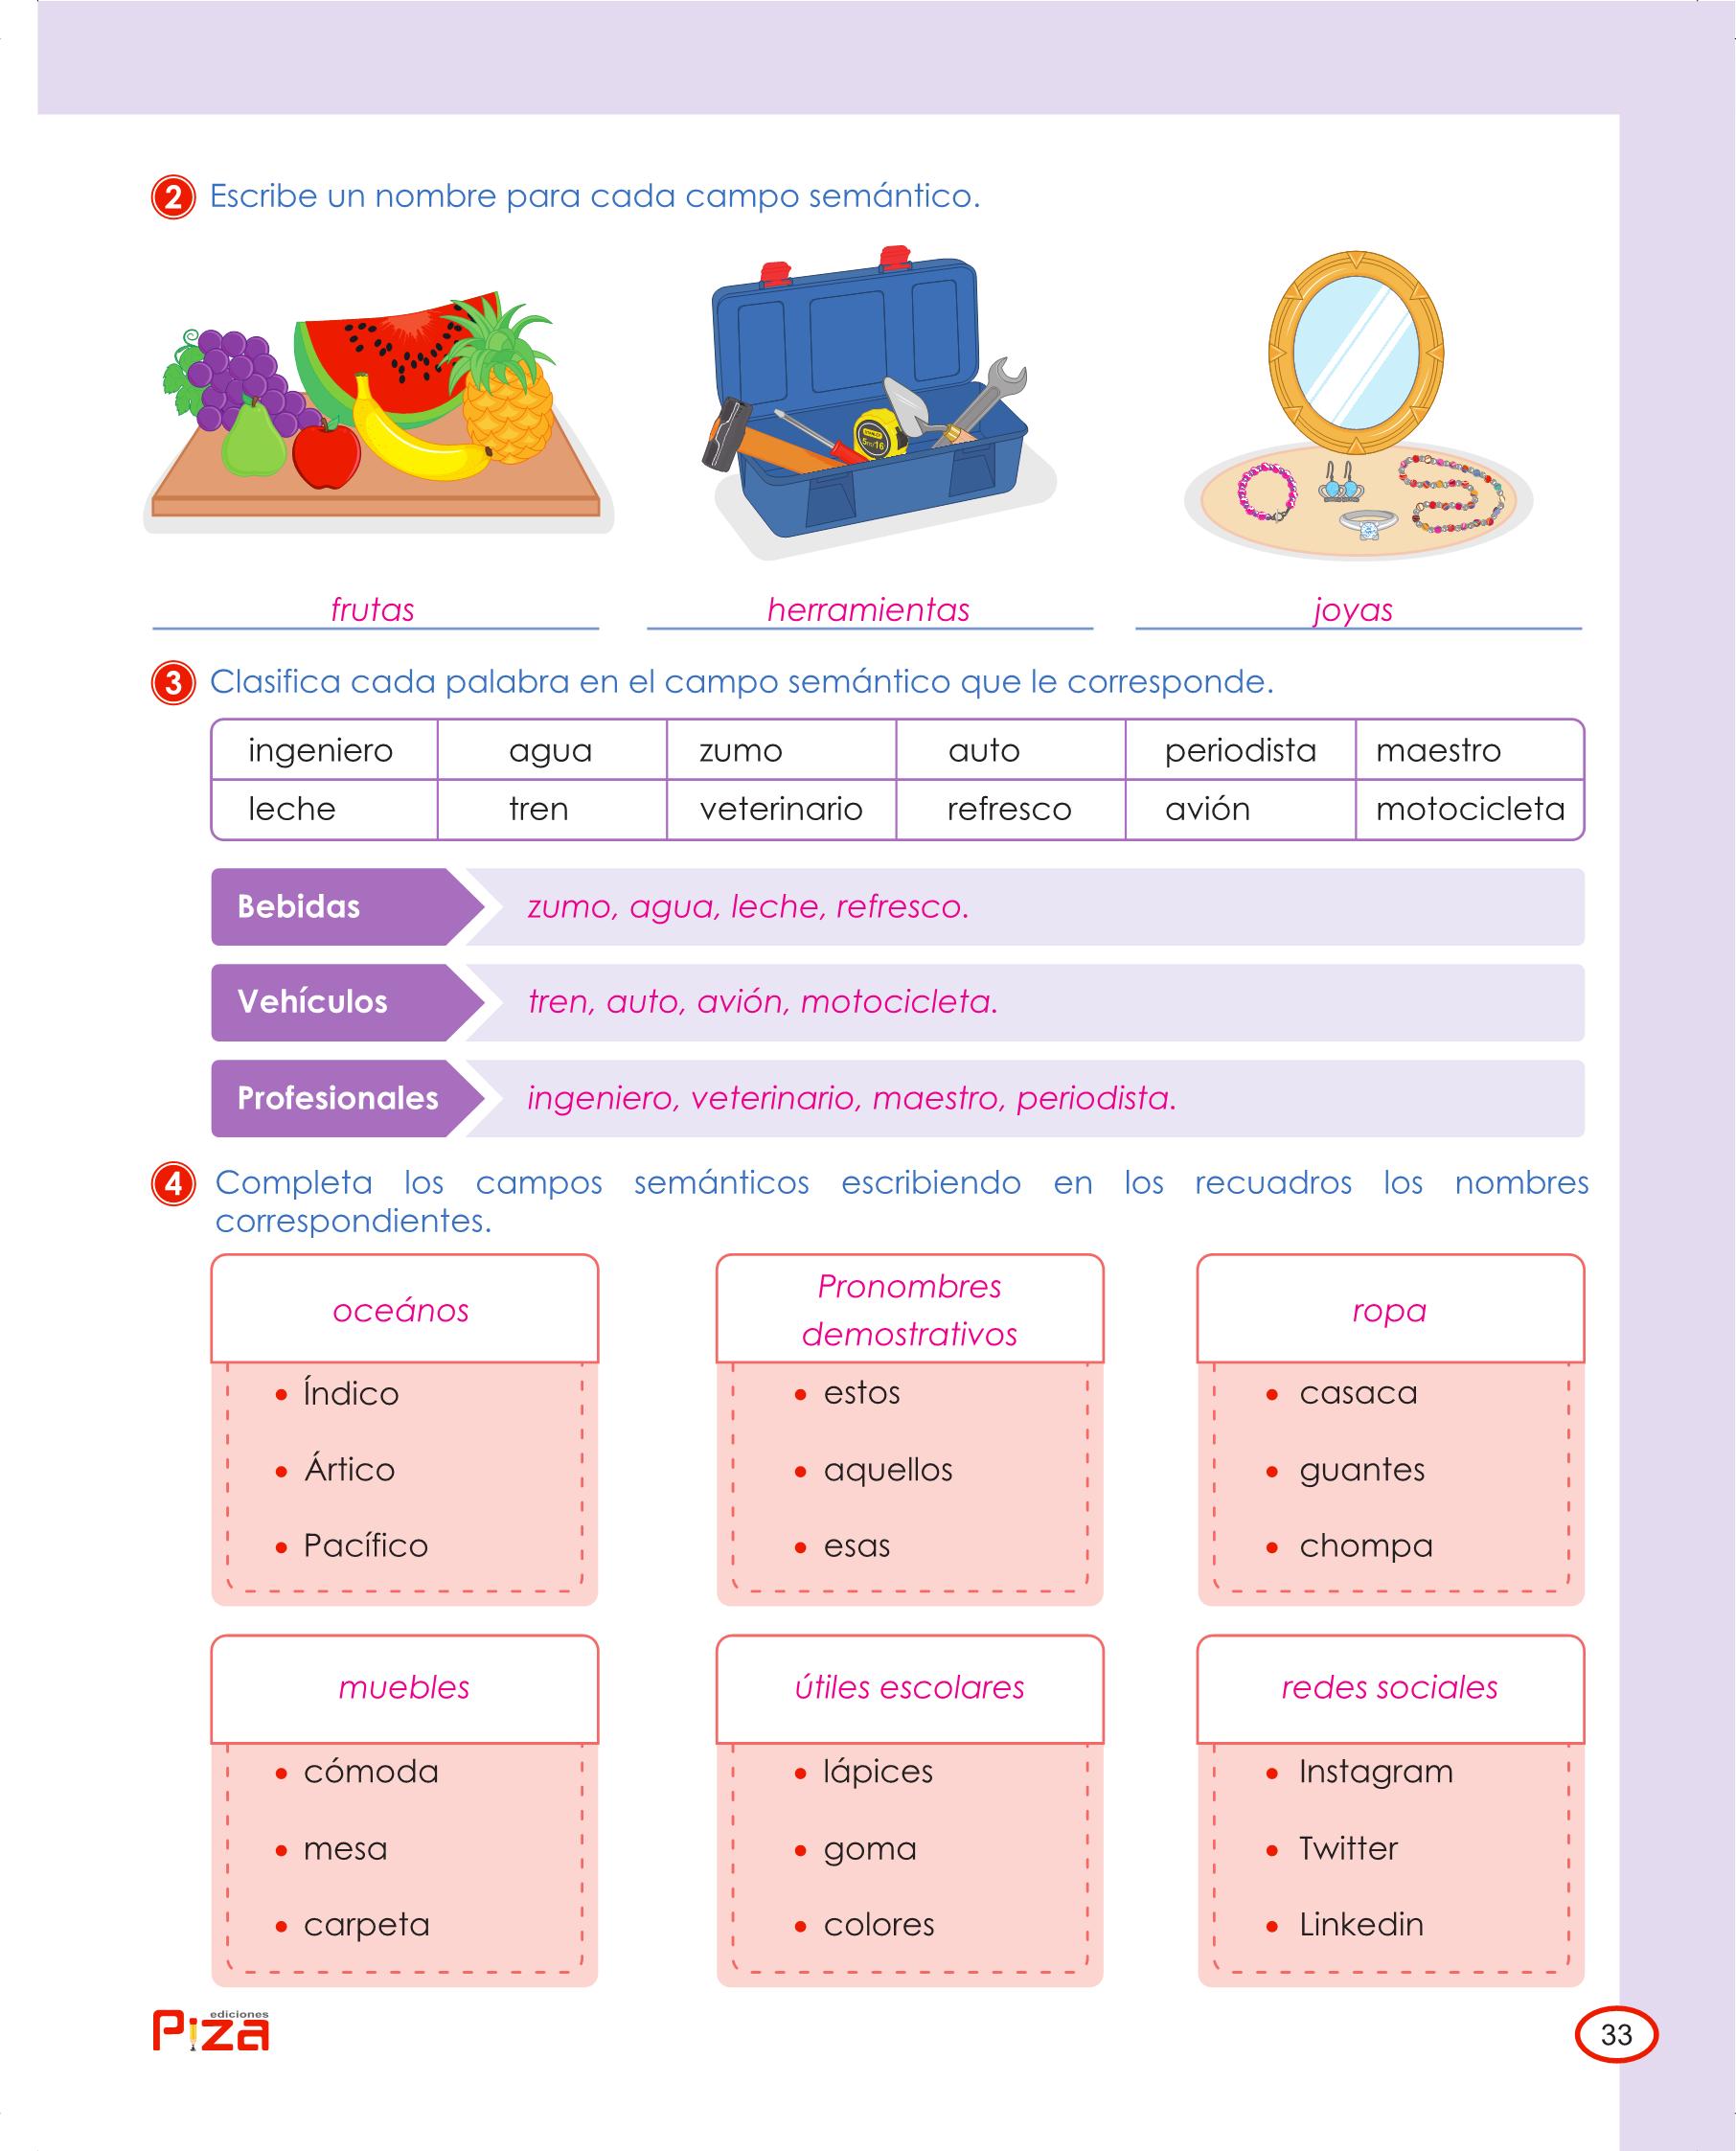 2 Escribe un nombre para cada campo semántico.
frutas herramientas joyas
3 Clasifica cada palabra en el campo semántico que le corresponde.
ingeniero agua zumo auto periodista maestro
leche tren veterinario refresco avión motocicleta
Bebidas zumo, agua, leche, refresco.
Vehículos tren, auto, avión, motocicleta.
Profesionales ingeniero, veterinario, maestro, periodista.
4 Completa los campos semánticos escribiendo en los recuadros los nombres
correspondientes.
oceános
• Índico
• Ártico
• Pacífico
Pronombres
demostrativos
• estos
• aquellos
• esas
ropa
• casaca
• guantes
• chompa
muebles
• cómoda
• mesa
• carpeta
útiles escolares
• lápices
• goma
• colores
redes sociales
• Instagram
• Twitter
• Linkedin
ediciones
Piza
33